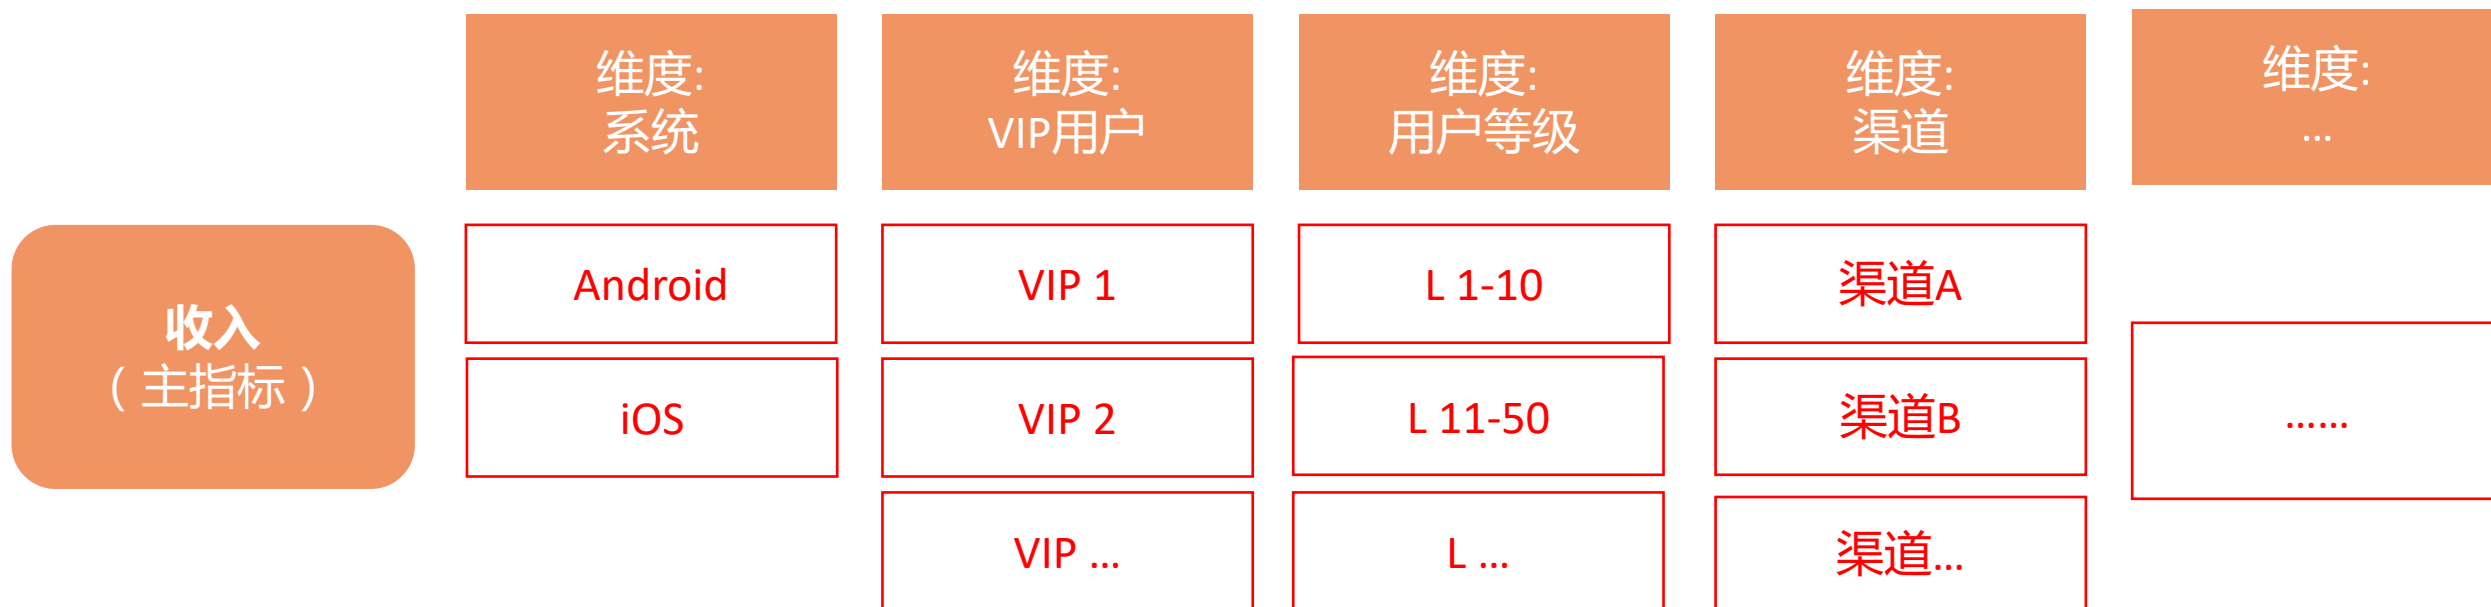 维度:
系统
维度:
VIP用户
维度:
用户等级
维度:
渠道
维度:
...
收入
（主指标）
Android
VIP 1
L 1-10
渠道A
iOS
VIP 2
L 11-50
渠道B
......
VIP ...
L ...
渠道...